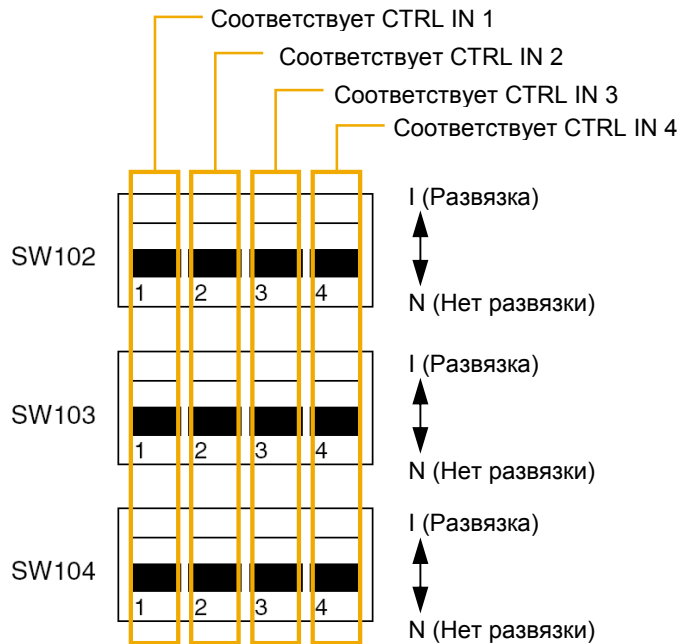 Соответствует CTRL IN 1
Соответствует CTRL IN 2
Соответствует CTRL IN 3
Соответствует CTRL IN 4
I (Развязка)
SW102
1 2 3 4
N (Нет развязки)
I (Развязка)
SW103
1 2 3 4
N (Нет развязки)
I (Развязка)
SW104
1 2 3 4
N (Нет развязки)